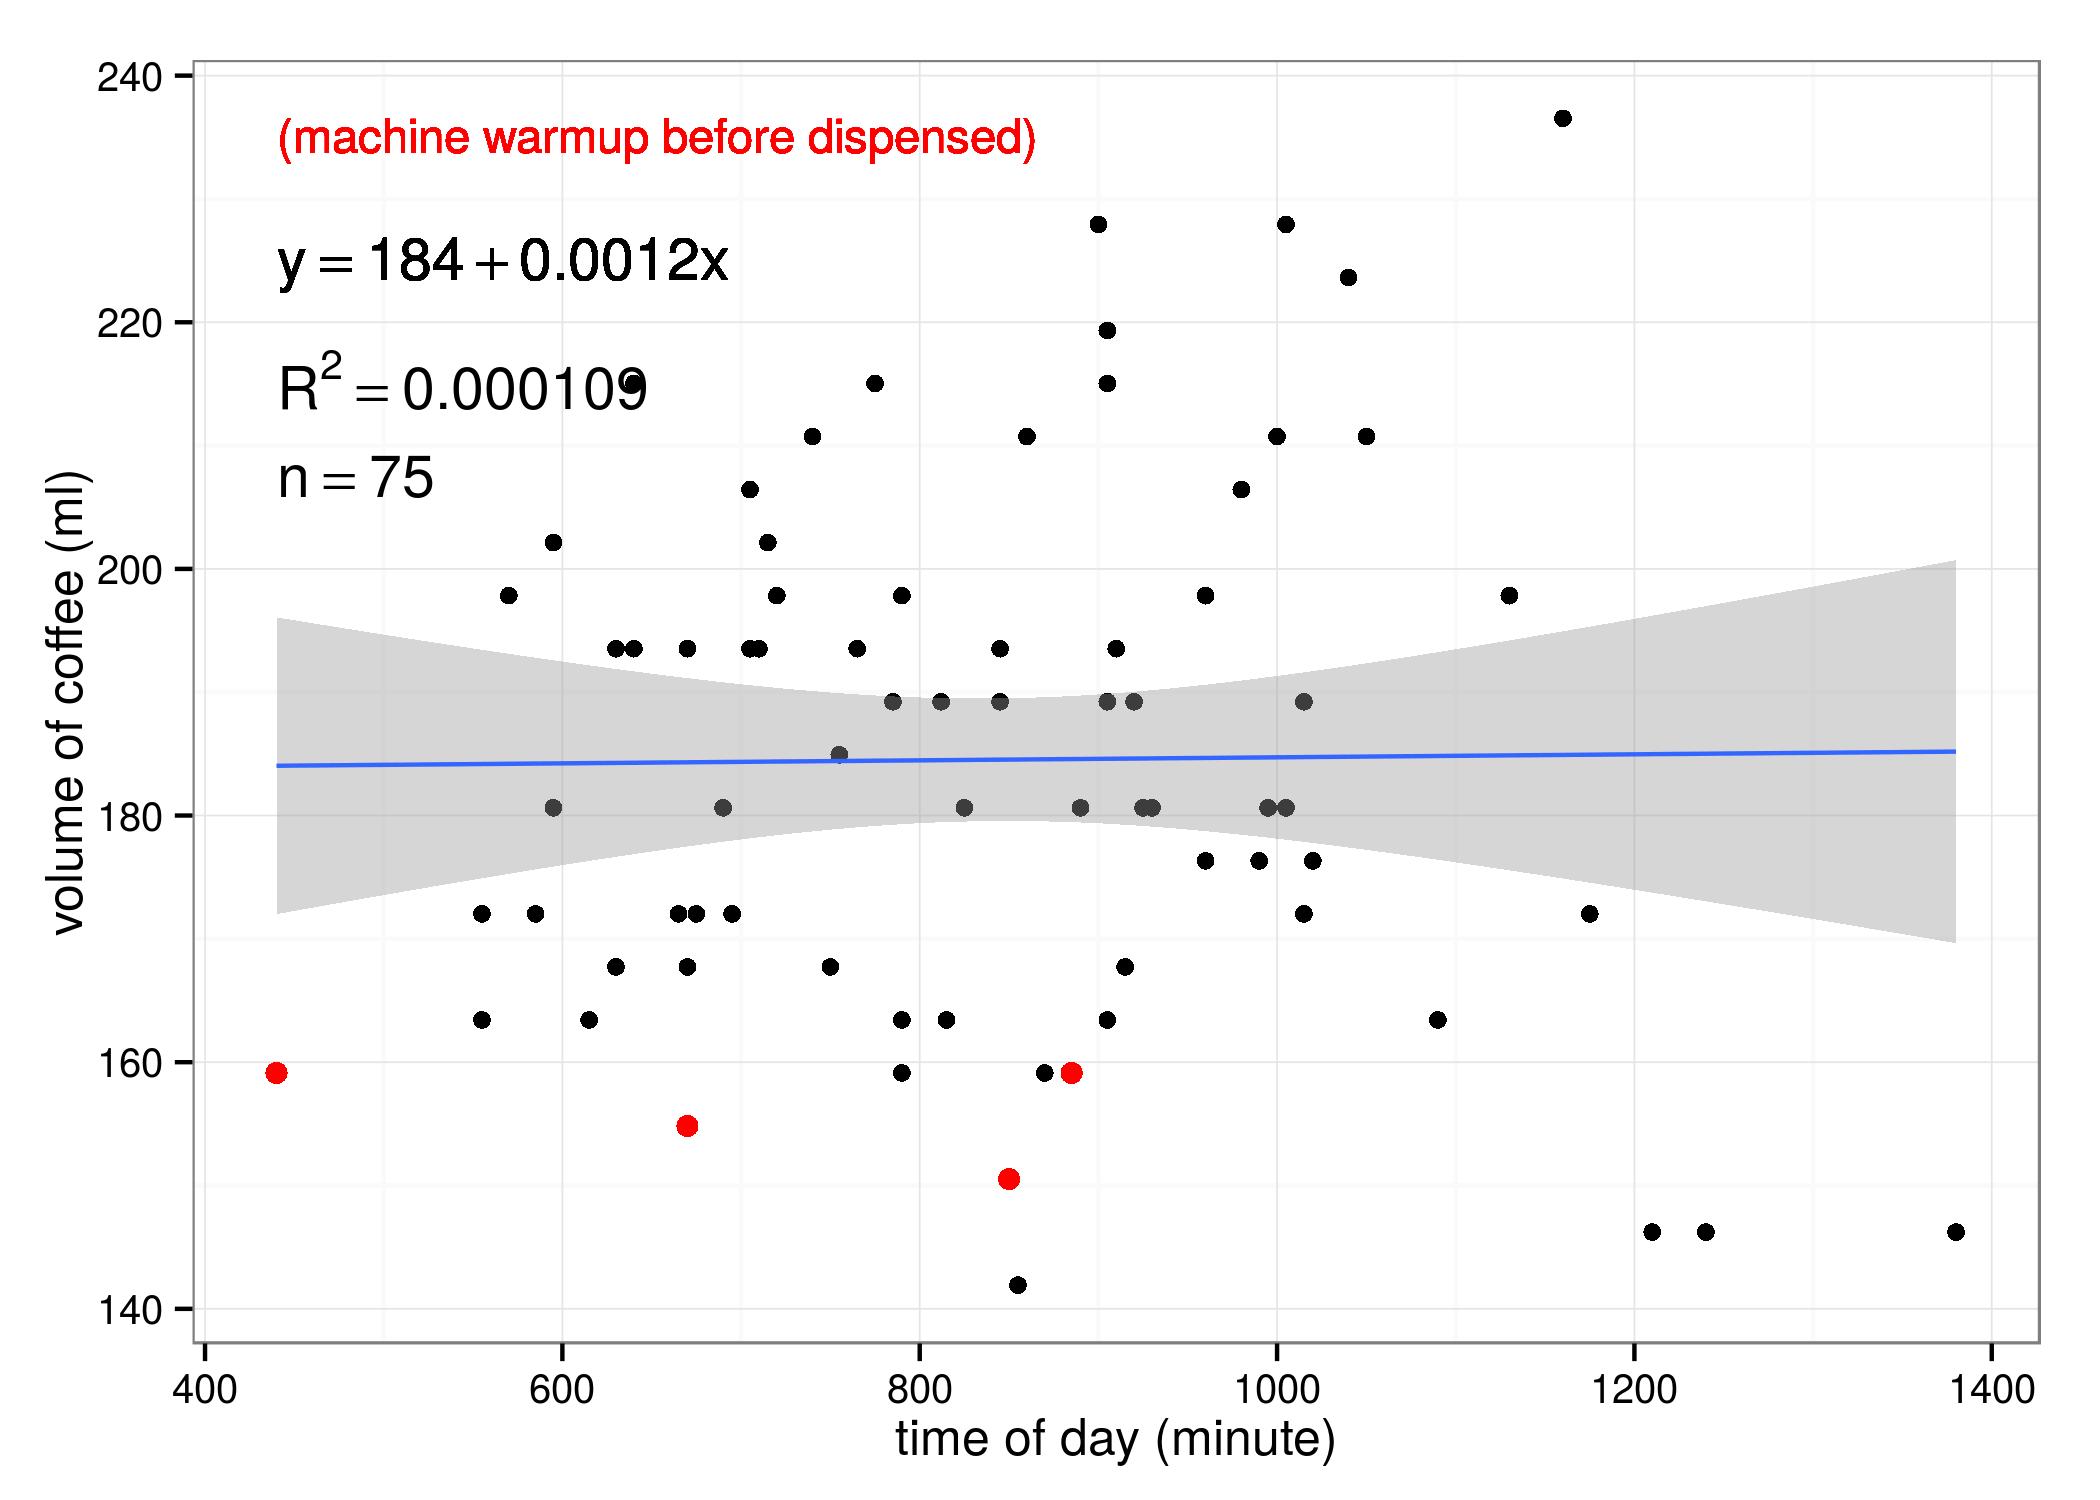 240
(machine warmup before dispensed)
y = 184 + 0.0012x
220
R² = 0.000109
n = 75
200
180
160
140
volume of coffee (ml)
400 600 800 1000 1200 1400
time of day (minute)